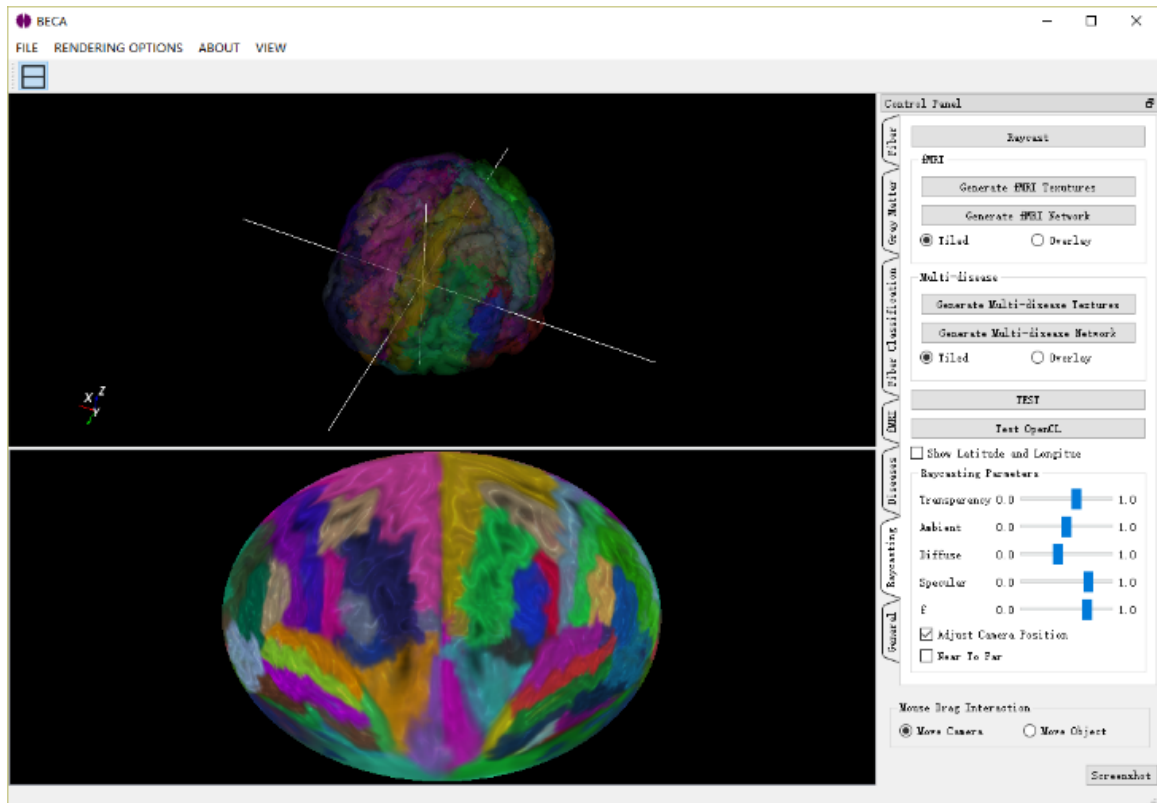 BECA
FILE RENDERING OPTIONS ABOUT VIEW
Control Panel
Fiber
Gray Matter
Fiber Classification
fMRI
Diseases
Raycasting
General
Raycast
fMRI
Generate fMRI Textures
Generate fMRI Network
Tiled Overlay
Multi-disease
Generate Multi-disease Textures
Generate Multi-disease Network
Tiled Overlay
TEST
Test OpenCL
Show Latitude and Longitue
Raycasting Parmeters
Transparency 0.0 1.0
Ambient 0.0 1.0
Diffuse 0.0 1.0
Specular 0.0 1.0
f 0.0 1.0
Adjust Camera Position
Near To Far
Mouse Drag Interaction
Move Camera Move Object
Screenshot
X Z
Y